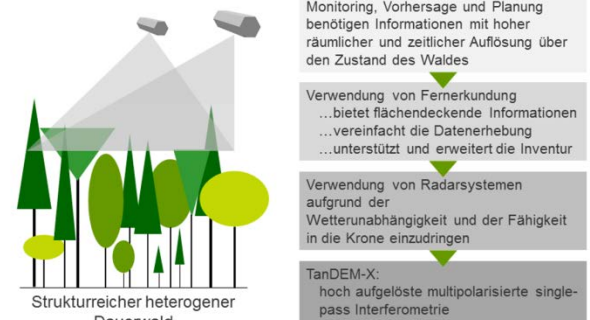 Monitoring, Vorhersage und Planung
benötigen Informationen mit hoher
räumlicher und zeitlicher Auflösung über
den Zustand des Waldes
Verwendung von Fernerkundung
…bietet flächendeckende Informationen
…vereinfacht die Datenerhebung
…unterstützt und erweitert die Inventur
Verwendung von Radarsystemen
aufgrund der
Wetterunabhängigkeit und der Fähigkeit
in die Krone einzudringen
TanDEM-X:
hoch aufgelöste multipolarisierte single-
pass Interferometrie
Strukturreicher heterogener
Dauerwald